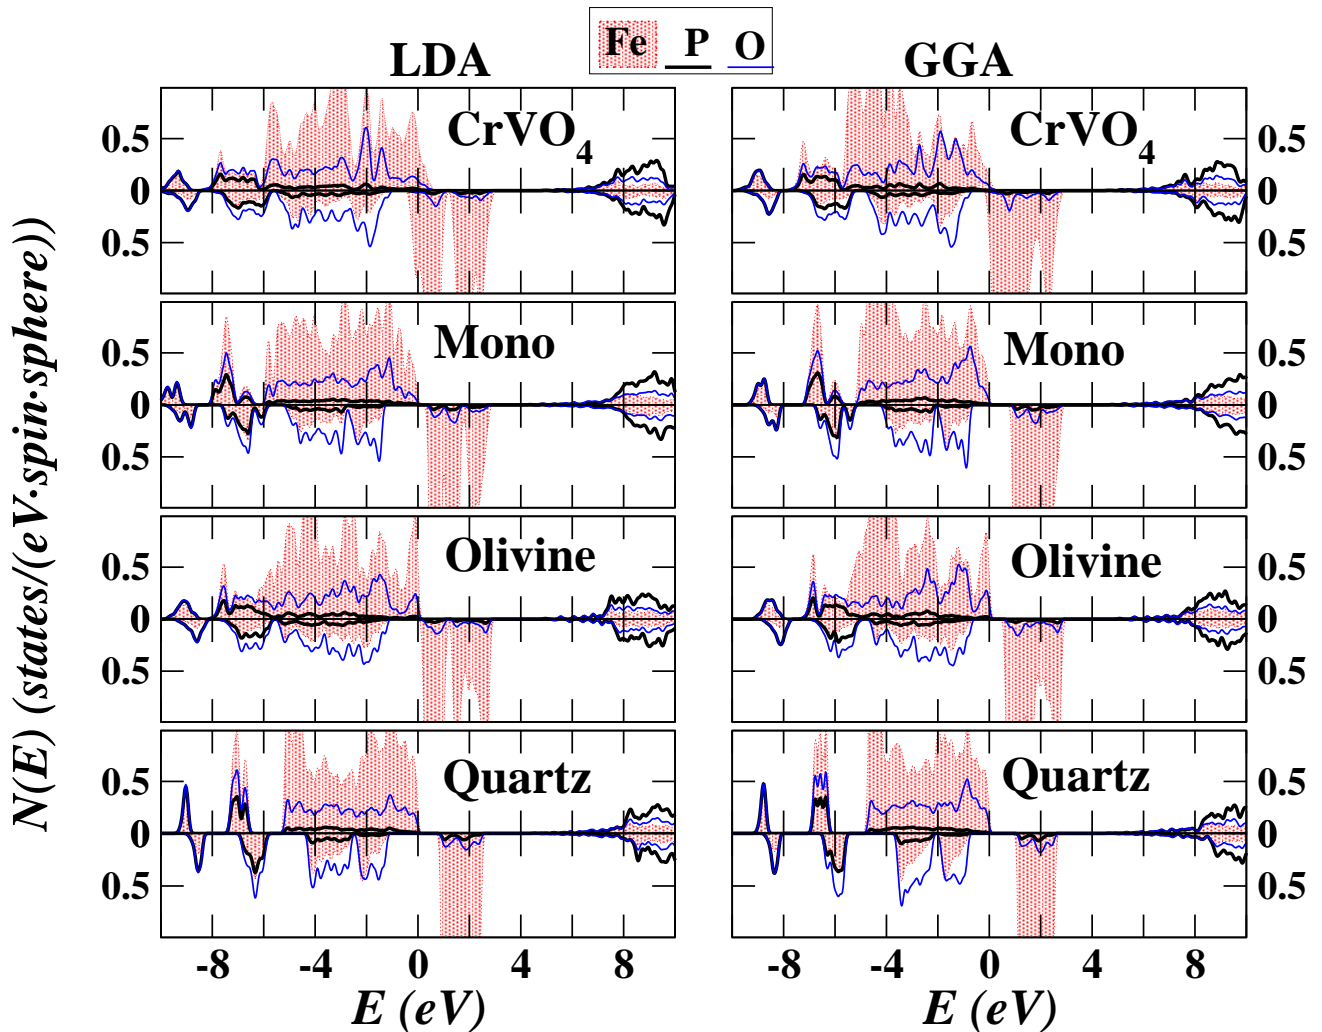 Fe P O
LDA GGA
CrVO4 CrVO4
0.5 0.5
0 0
0.5 0.5
Mono Mono
0.5 0.5
0 0
0.5 0.5
Olivine Olivine
0.5 0.5
0 0
0.5 0.5
Quartz Quartz
0.5 0.5
0 0
0.5 0.5
-8 -4 0 4 8 -8 -4 0 4 8
E (eV) E (eV)
N(E) (states/(eV·spin·sphere))